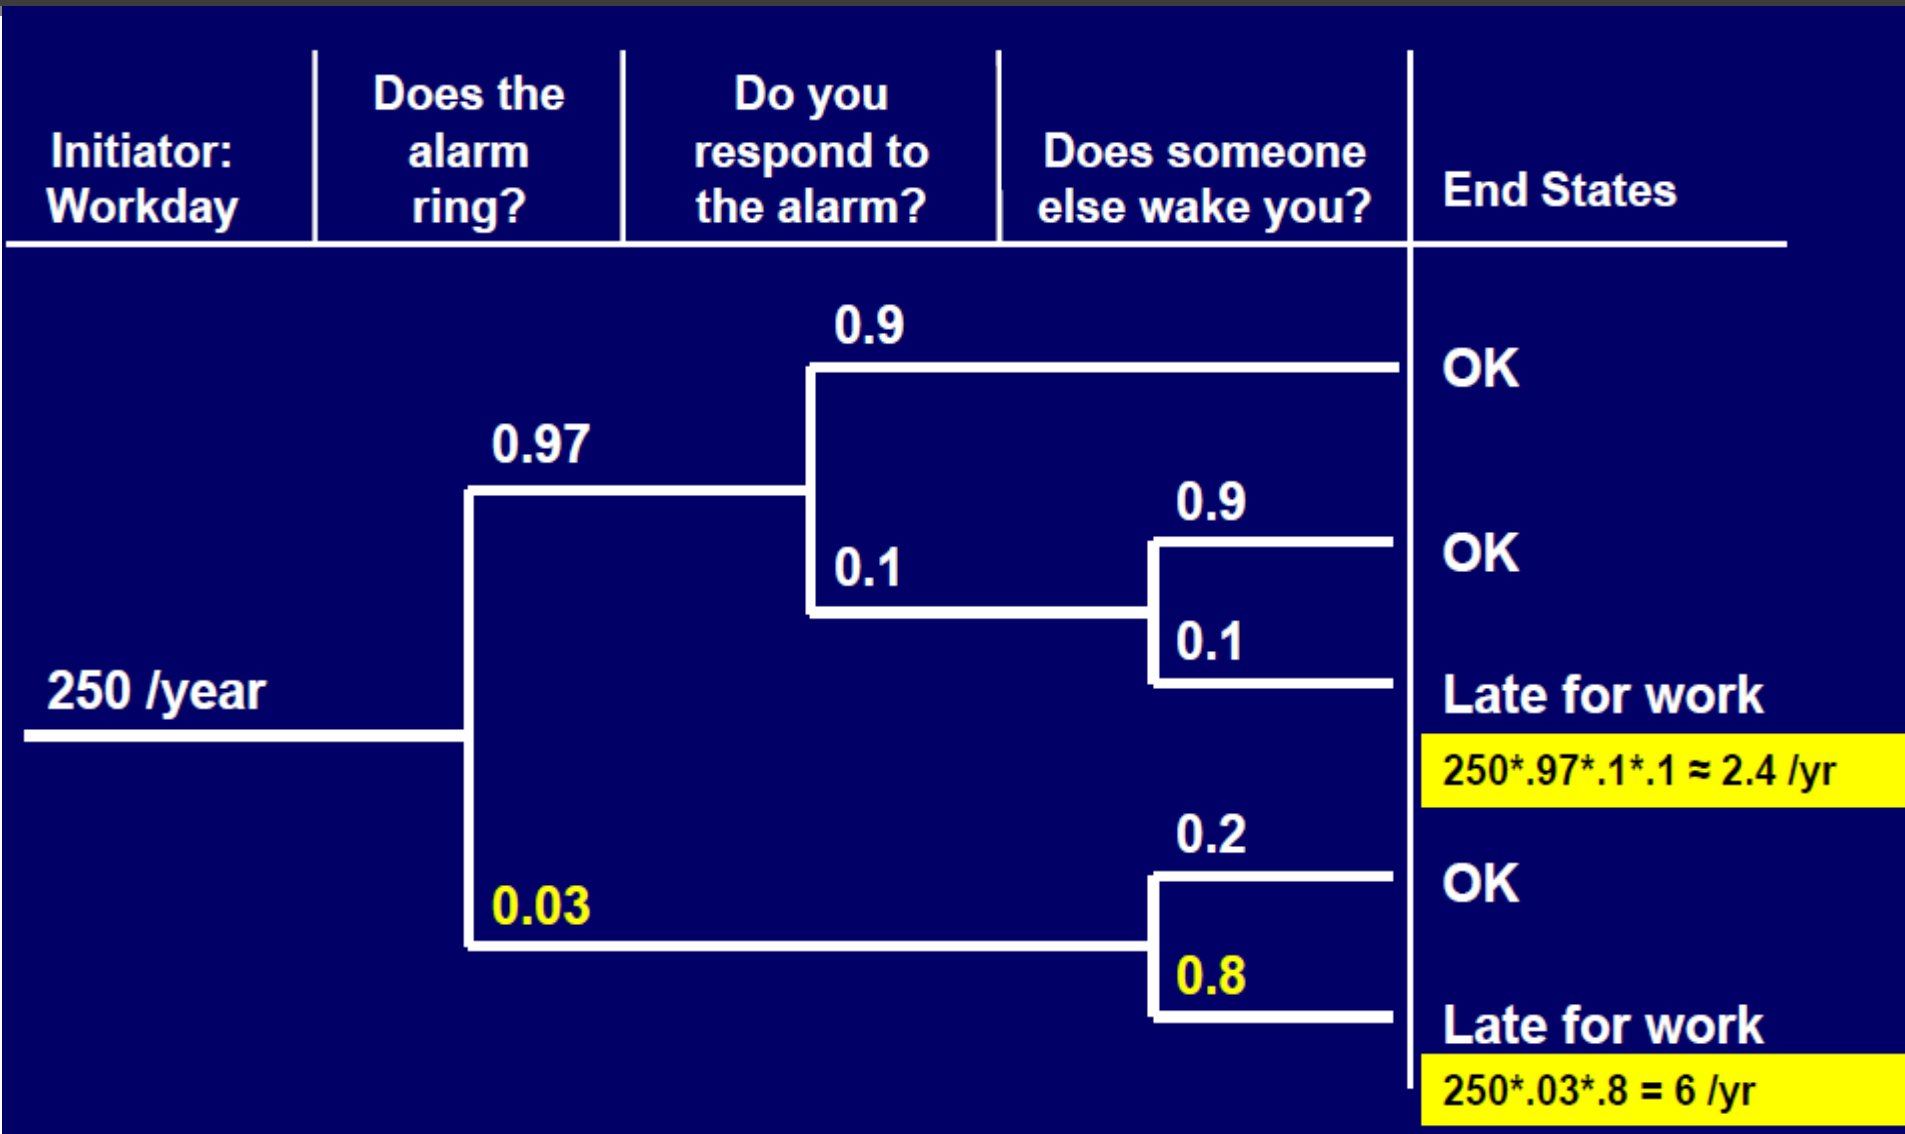 Initiator:
Workday
Does the
alarm
ring?
Do you
respond to
the alarm?
Does someone
else wake you?
End States
0.9
OK
0.97
0.9
OK
0.1
0.1
250 /year
Late for work
250*.97*.1*.1 ≈ 2.4 /yr
0.2
OK
0.03
0.8
Late for work
250*.03*.8 = 6 /yr